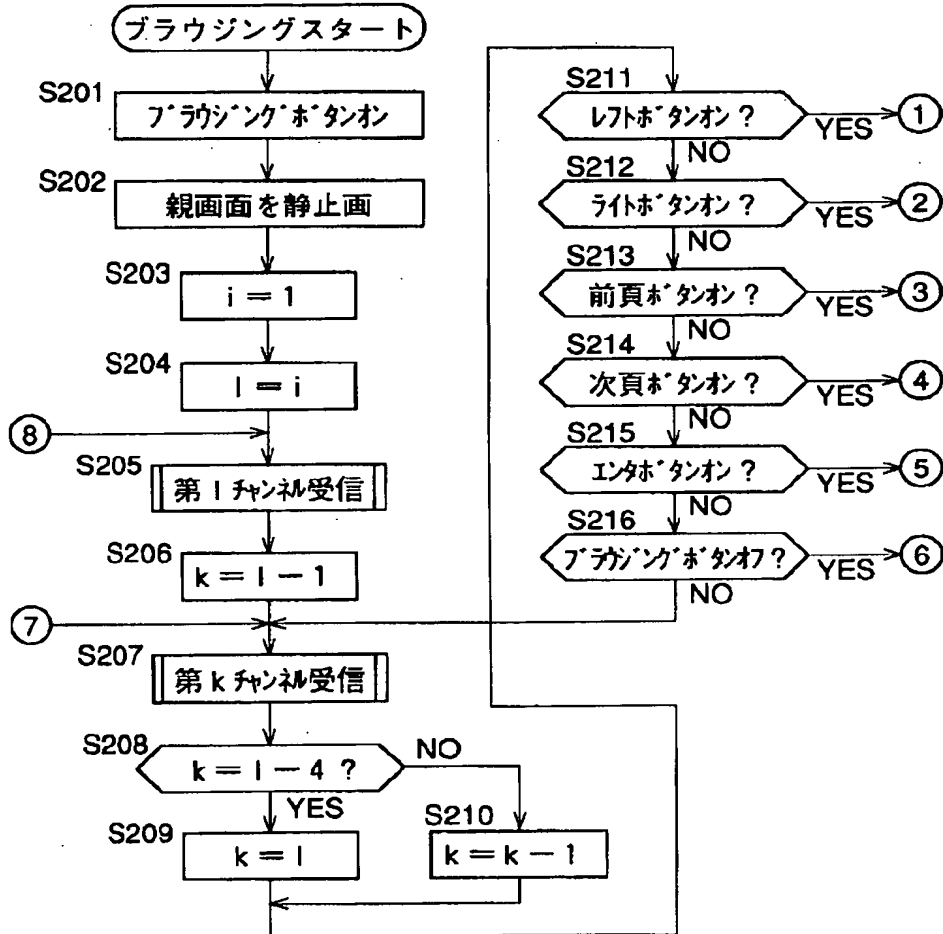 ブラウジングスタート
S201
ブラウジングボタンオン
S202
親画面を静止画
S203
i = 1
S204
l = i
⑧
S205
第 l チャンネル受信
S206
k = l - 1
⑦
S207
第 k チャンネル受信
S208
k = l - 4 ?
NO
YES
S209
k = l
S210
k = k - 1
S211
レフトボタンオン ?
YES
①
NO
S212
ライトボタンオン ?
YES
②
NO
S213
前頁ボタンオン ?
YES
③
NO
S214
次頁ボタンオン ?
YES
④
NO
S215
エンタボタンオン ?
YES
⑤
NO
S216
ブラウジングボタンオフ ?
YES
⑥
NO